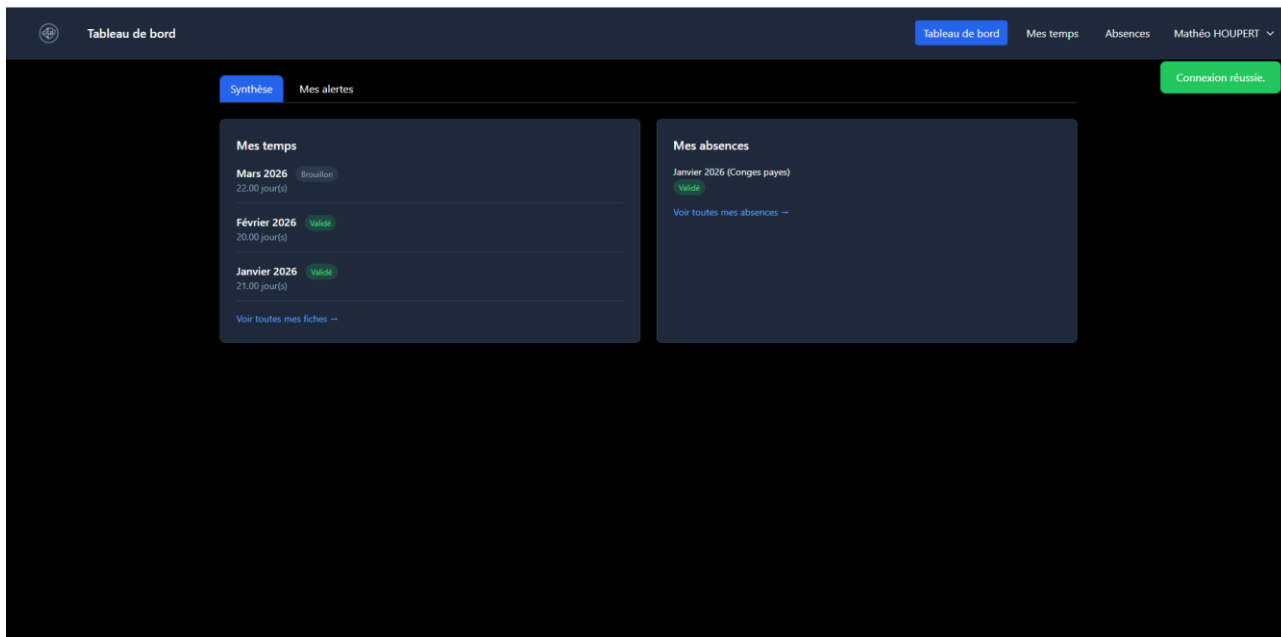 Tableau de bord
Tableau de bord Mes temps Absences Mathéo HOUPERT
Connexion réussie.
Synthèse Mes alertes
Mes temps
Mars 2026 Brouillon
22.00 jour(s)
Février 2026 Validé
20.00 jour(s)
Janvier 2026 Validé
21.00 jour(s)
Voir toutes mes fiches →
Mes absences
Janvier 2026 (Conges payes)
Validé
Voir toutes mes absences →